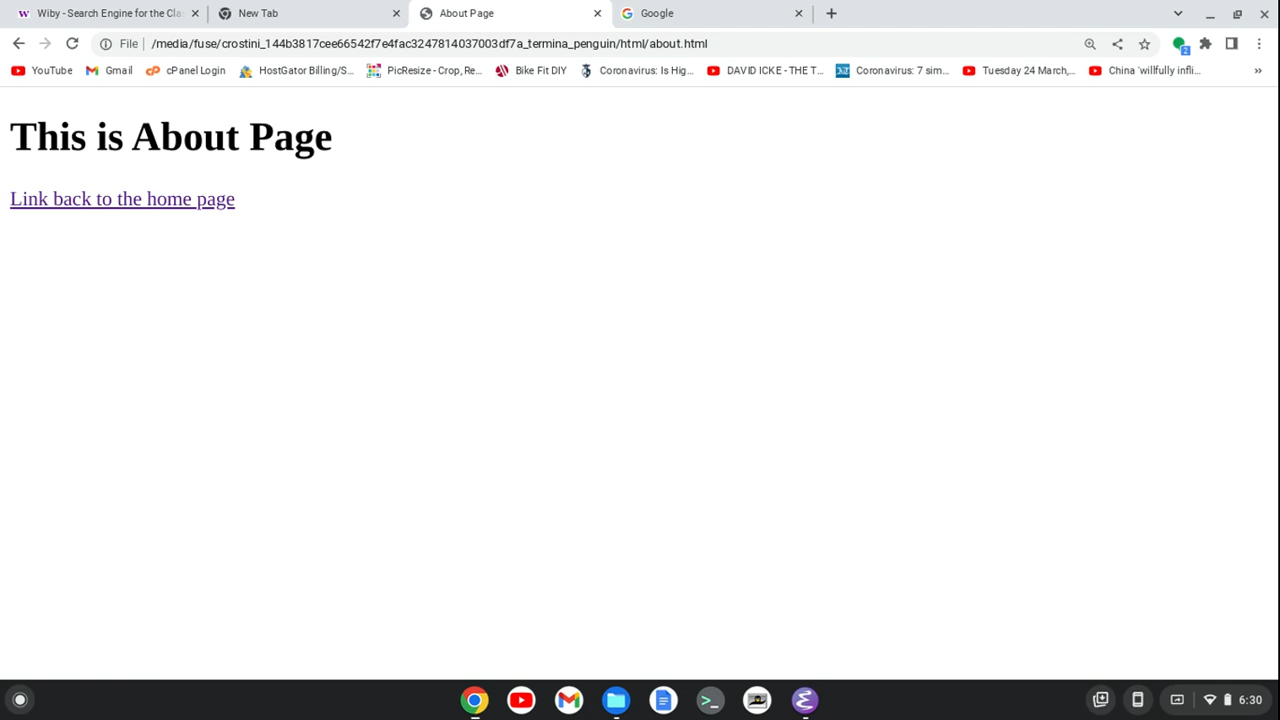 Wiby - Search Engine for the Cla
New Tab
About Page
Google
File
/media/fuse/crostini_144b3817cee66542f7e4fac3247814037003df7a_termina_penguin/html/about.html
2
YouTube
Gmail
cPanel Login
HostGator Billing/S...
PicResize - Crop, Re...
Bike Fit DIY
Coronavirus: Is Hig...
DAVID ICKE - THE T...
Coronavirus: 7 sim...
Tuesday 24 March,...
China 'willfully infli...
»
This is About Page
Link back to the home page
6:30